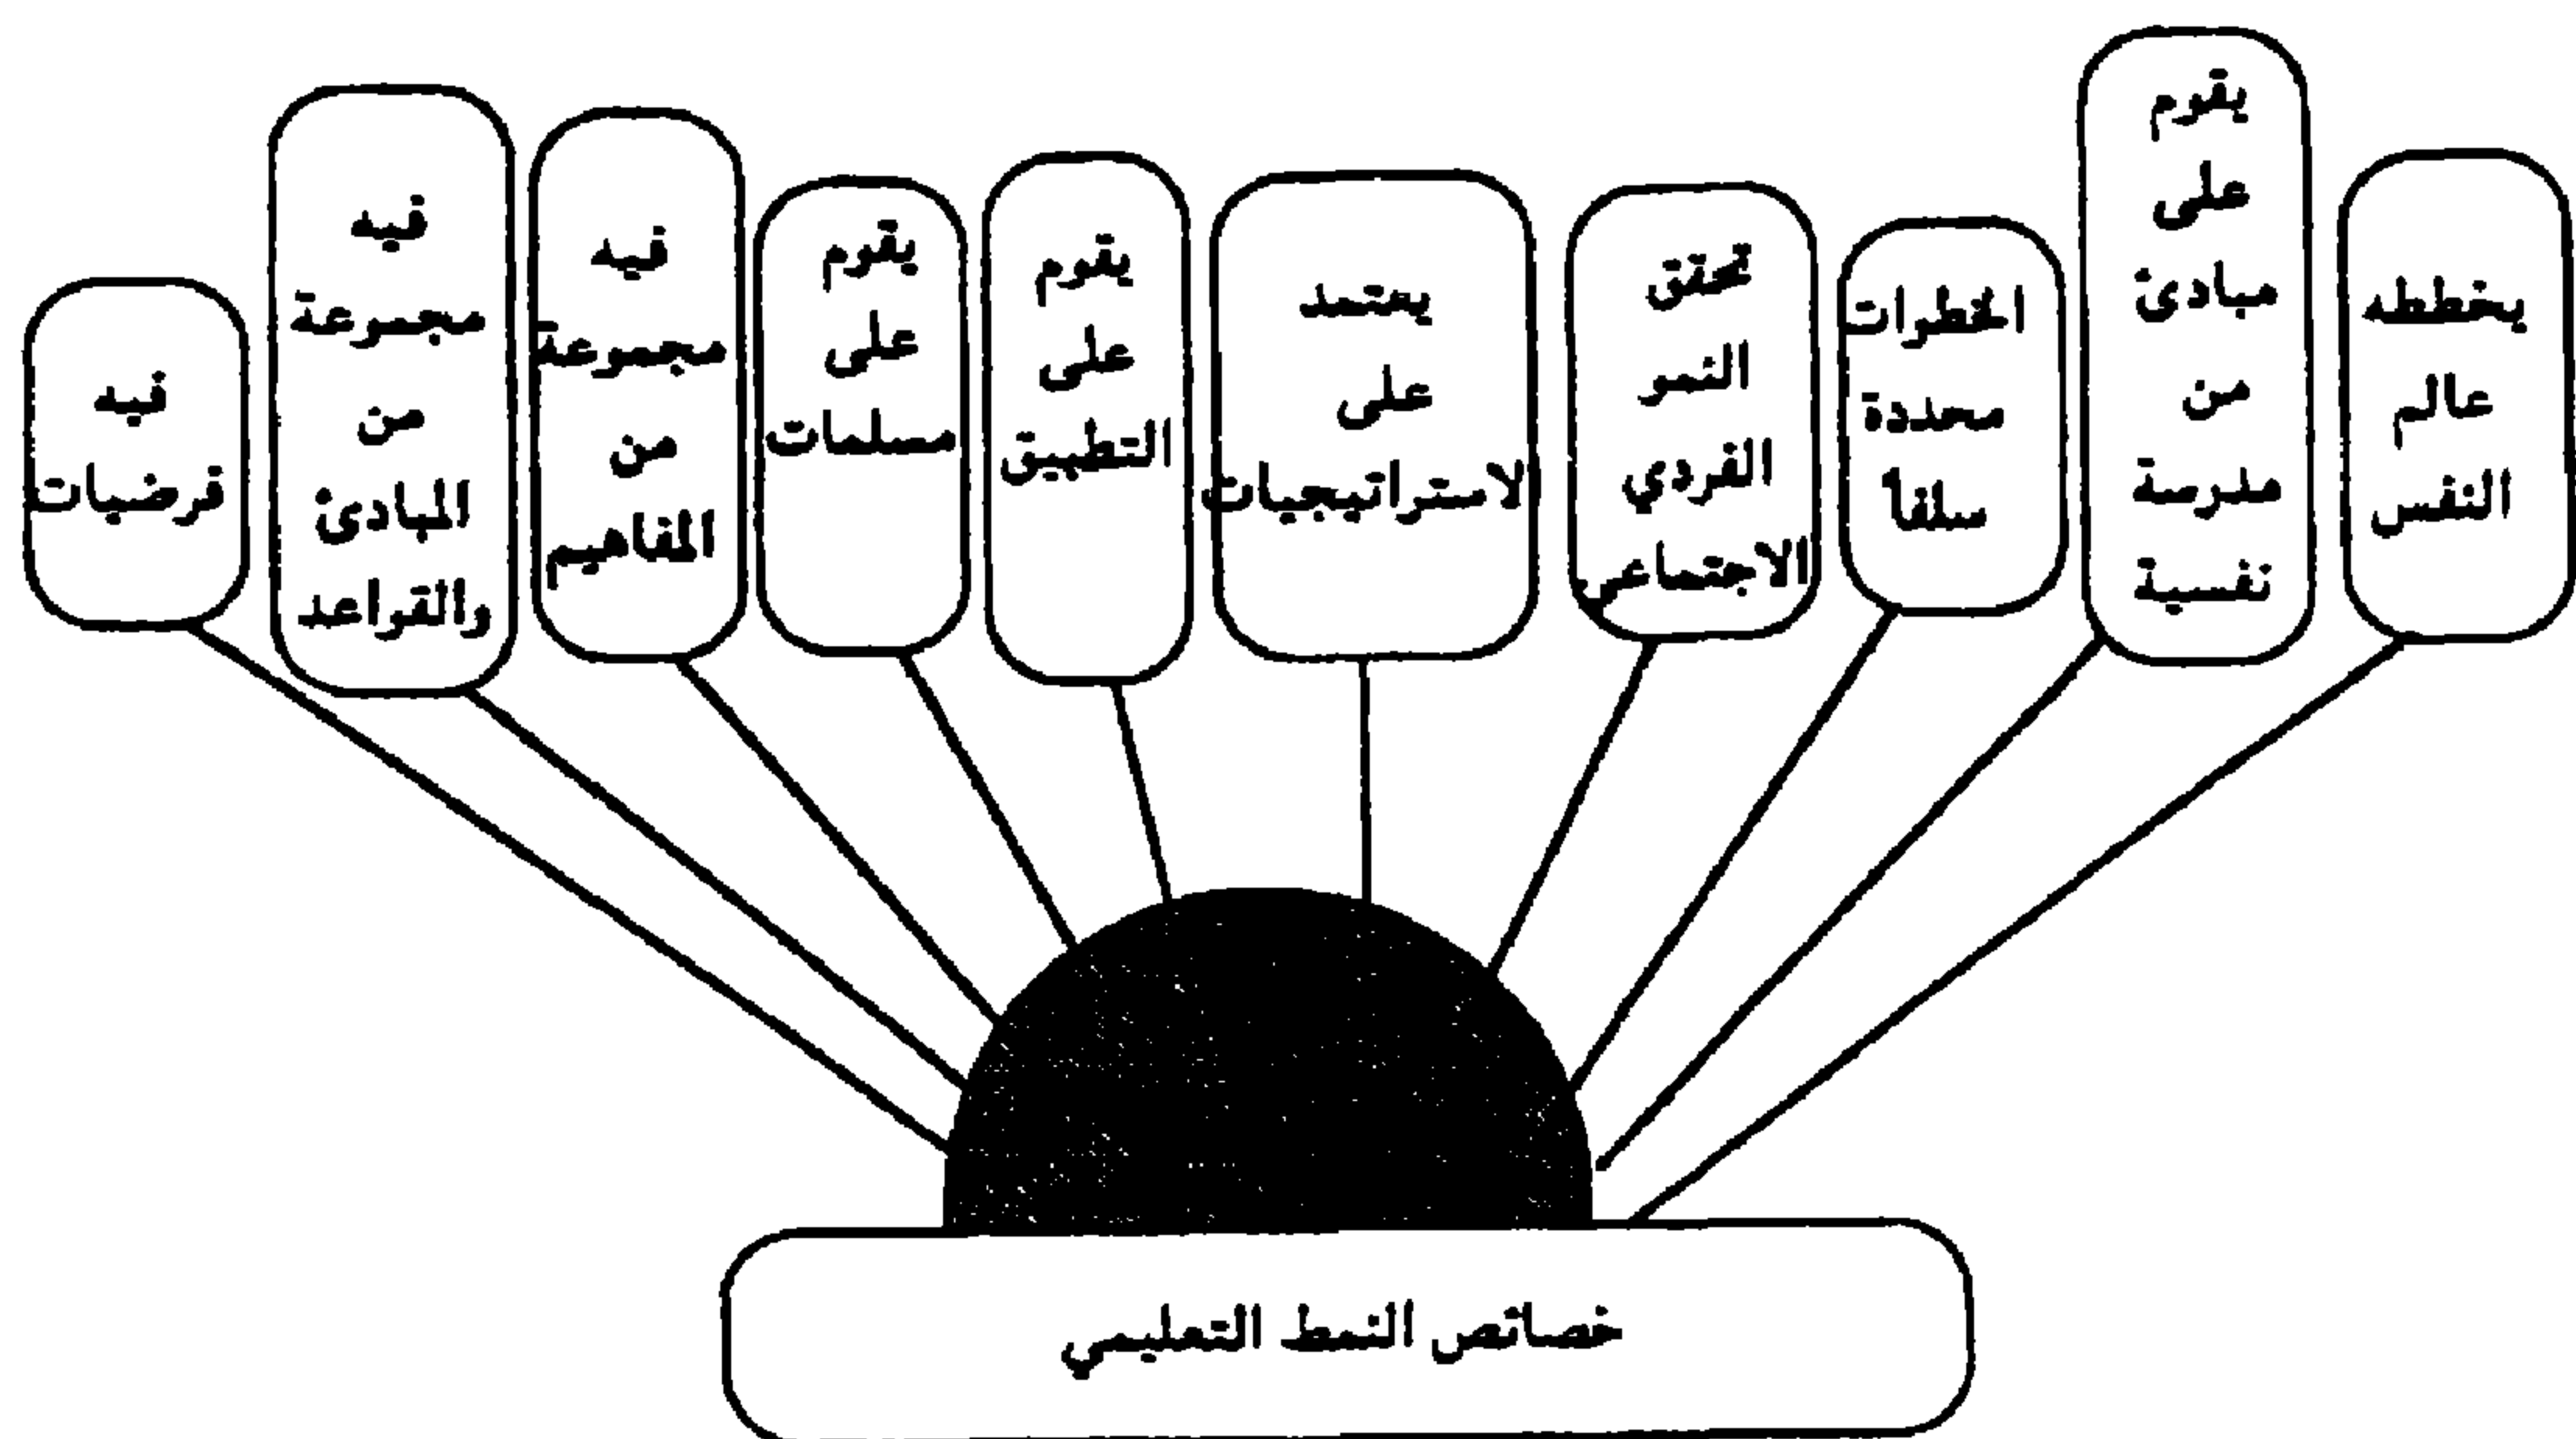 يخططه
عالم
النفس
يقوم
على
مبادئ
من
مدرسة
نفسية
الخطوات
محددة
سلفاً
تحقق
النمو
الفردي
الاجتماعي
يعتمد
على
الاستراتيجيات
يقوم
على
التطبيق
يقوم
على
مسلمات
فيه
مجموعة
من
المفاهيم
فيه
مجموعة
من
المبادئ
والقواعد
فيه
فرضيات
خصائص النمط التعليمي